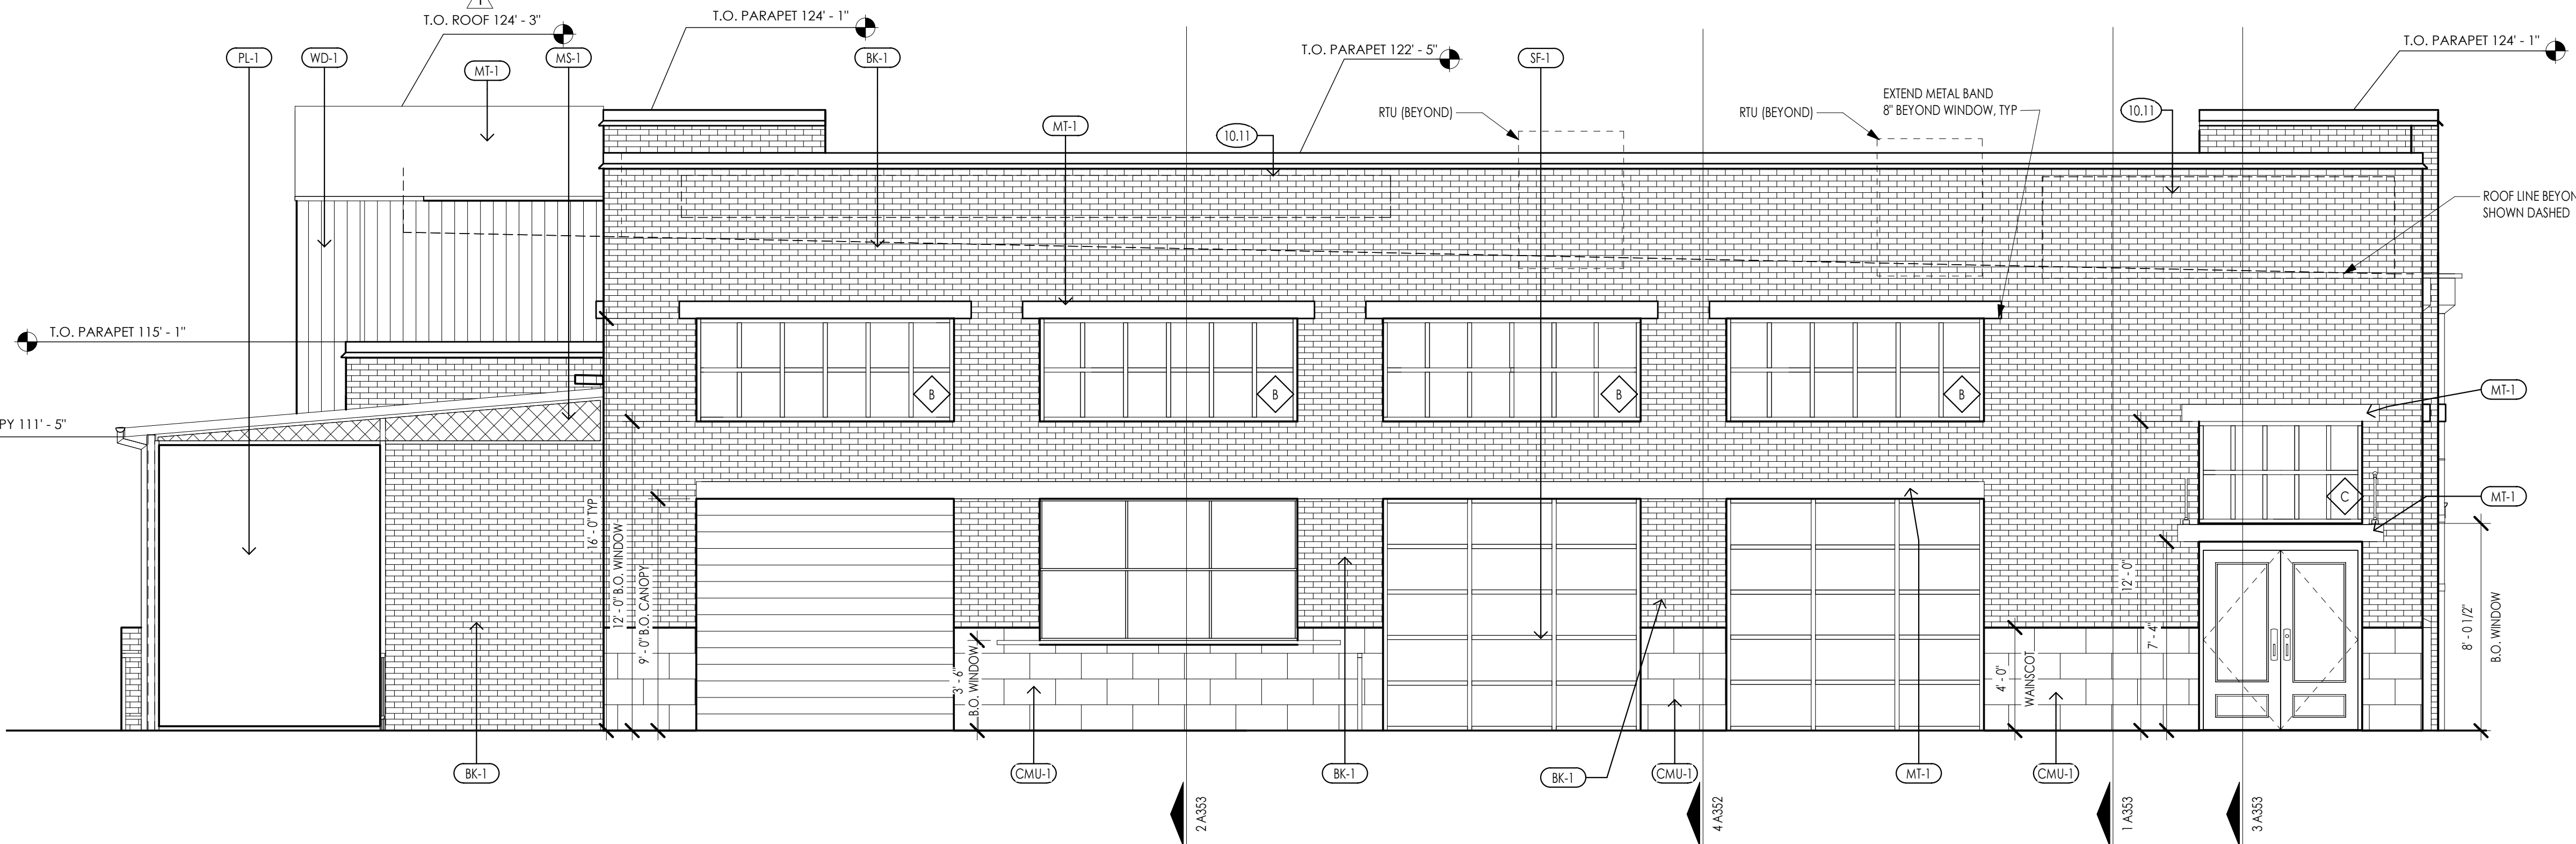 1
T.O. ROOF 124' - 3"
T.O. PARAPET 124' - 1"
T.O. PARAPET 122' - 5"
T.O. PARAPET 124' - 1"
PL-1
WD-1
MT-1
MS-1
BK-1
MT-1
10.11
SF-1
RTU (BEYOND)
RTU (BEYOND)
EXTEND METAL BAND
8" BEYOND WINDOW, TYP
10.11
ROOF LINE BEYON
SHOWN DASHED
T.O. PARAPET 115' - 1"
PY 111' - 5"
B
B
B
B
C
MT-1
MT-1
16' - 0" TYP
12' - 0" B.O. WINDOW
9' - 0" B.O. CANOPY
3' - 6"
B.O. WINDOW
4' - 0"
WAINSCOT
12' - 0"
7' - 4"
8' - 0 1/2"
B.O. WINDOW
BK-1
CMU-1
BK-1
BK-1
CMU-1
MT-1
CMU-1
2 A353
4 A352
1 A353
3 A353